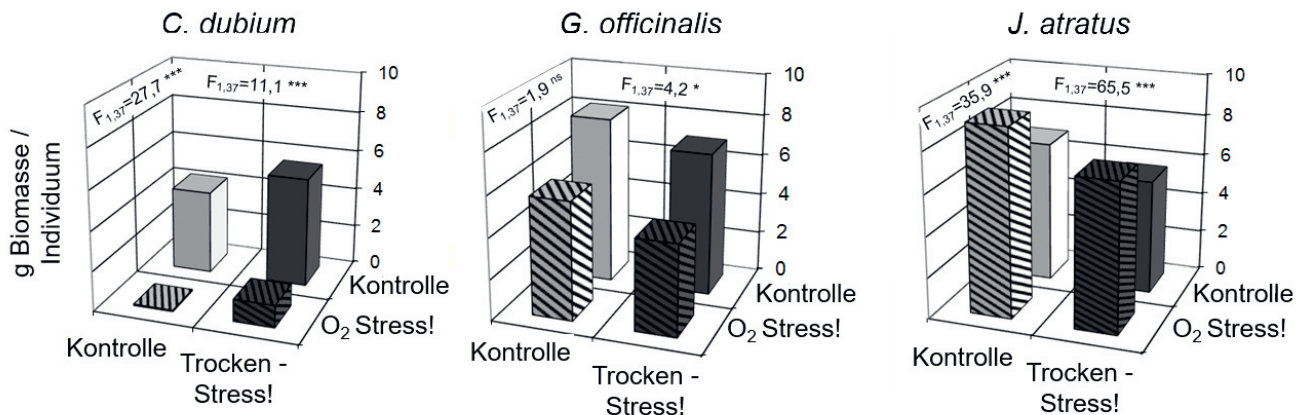 C. dubium
G. officinalis
J. atratus
g Biomasse /
Individuum
F1,37=27,7 ***
F1,37=11,1 ***
10
8
6
4
2
0
Kontrolle
O2 Stress!
Kontrolle
Trocken -
Stress!
F1,37=1,9 ns
F1,37=4,2 *
10
8
6
4
2
0
Kontrolle
O2 Stress!
Kontrolle
Trocken -
Stress!
F1,37=35,9 ***
F1,37=65,5 ***
10
8
6
4
2
0
Kontrolle
O2 Stress!
Kontrolle
Trocken -
Stress!